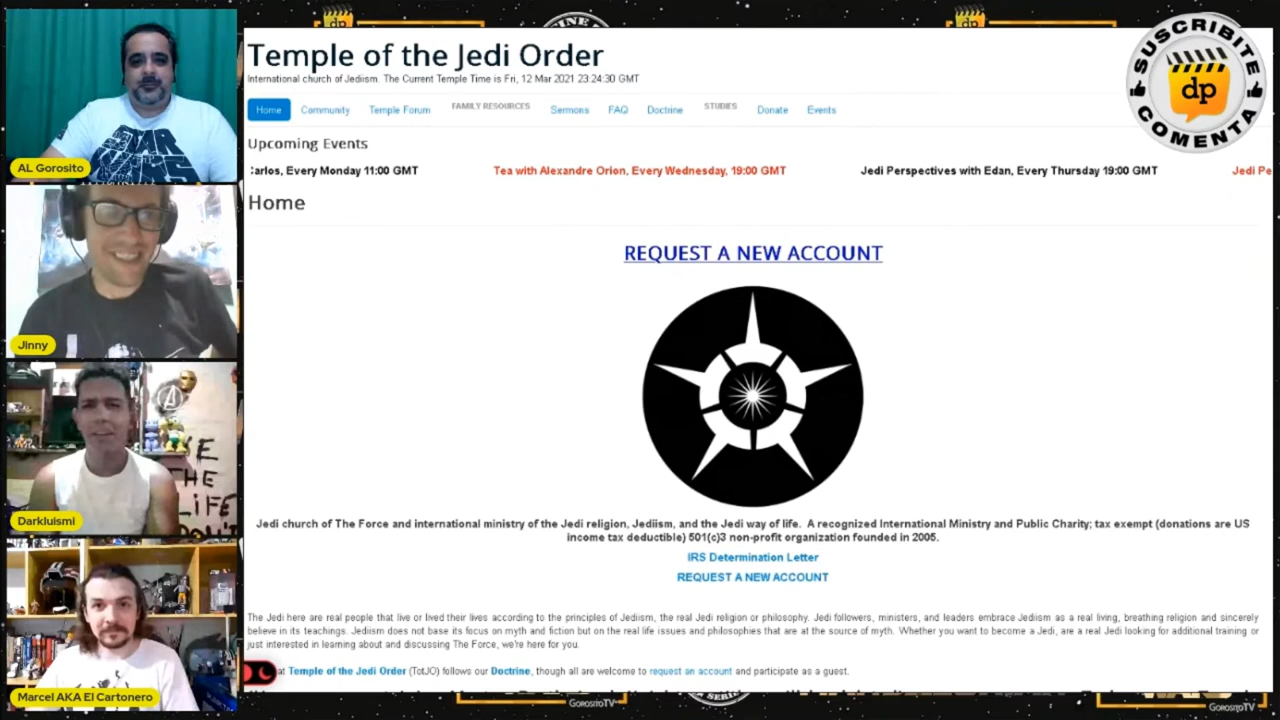 Temple of the Jedi Order
International church of Jediism. The Current Temple Time is Fri, 12 Mar 2021 23:24:30 GMT
Home Community Temple Forum FAMILY RESOURCES Sermons FAQ Doctrine STUDIES Donate Events
Upcoming Events
arlos, Every Monday 11:00 GMT Tea with Alexandre Orion, Every Wednesday, 19:00 GMT Jedi Perspectives with Edan, Every Thursday 19:00 GMT Jedi Pe
Home
REQUEST A NEW ACCOUNT
Jedi church of The Force and international ministry of the Jedi religion, Jediism, and the Jedi way of life. A recognized International Ministry and Public Charity; tax exempt (donations are US
income tax deductible) 501(c)3 non-profit organization founded in 2005.
IRS Determination Letter
REQUEST A NEW ACCOUNT
The Jedi here are real people that live or lived their lives according to the principles of Jediism, the real Jedi religion or philosophy. Jedi followers, ministers, and leaders embrace Jediism as a real living, breathing religion and sincerely
believe in its teachings. Jediism does not base its focus on myth and fiction but on the real life issues and philosophies that are at the source of myth. Whether you want to become a Jedi, are a real Jedi looking for additional training or
just interested in learning about and discussing The Force, we're here for you.
at Temple of the Jedi Order (TotJO) follows our Doctrine, though all are welcome to request an account and participate as a guest.
SUSCRIBITE
dp
COMENTA
STAR
WARS
AL Gorosito
Jinny
THE
LIFE
Darkluismi
Marcel AKA El Cartonero
dp
dp
GorositoTV
GorositoTV